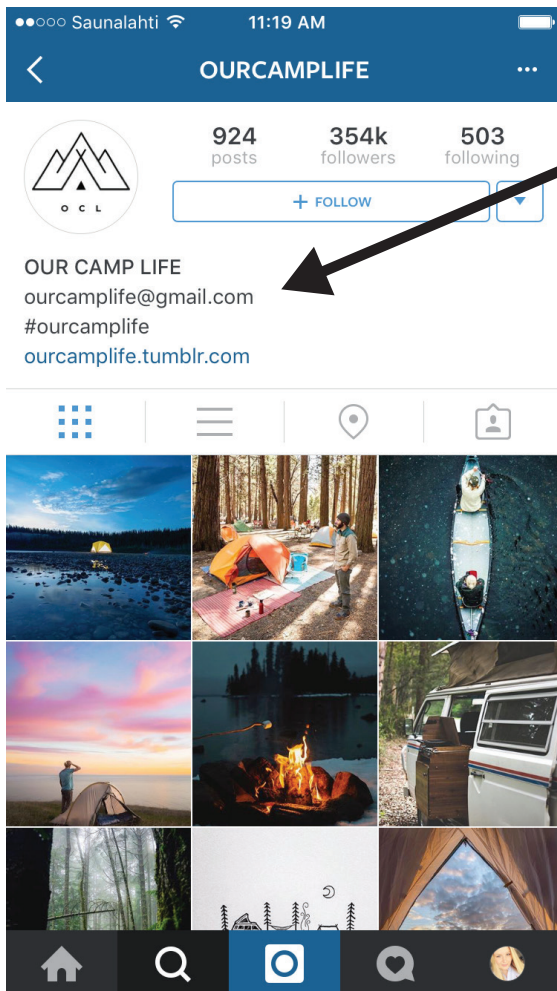 Saunalahti 11:19 AM
OURCAMPLIFE
924 354k 503
posts followers following
+ FOLLOW
O C L
OUR CAMP LIFE
ourcamplife@gmail.com
#ourcamplife
ourcamplife.tumblr.com